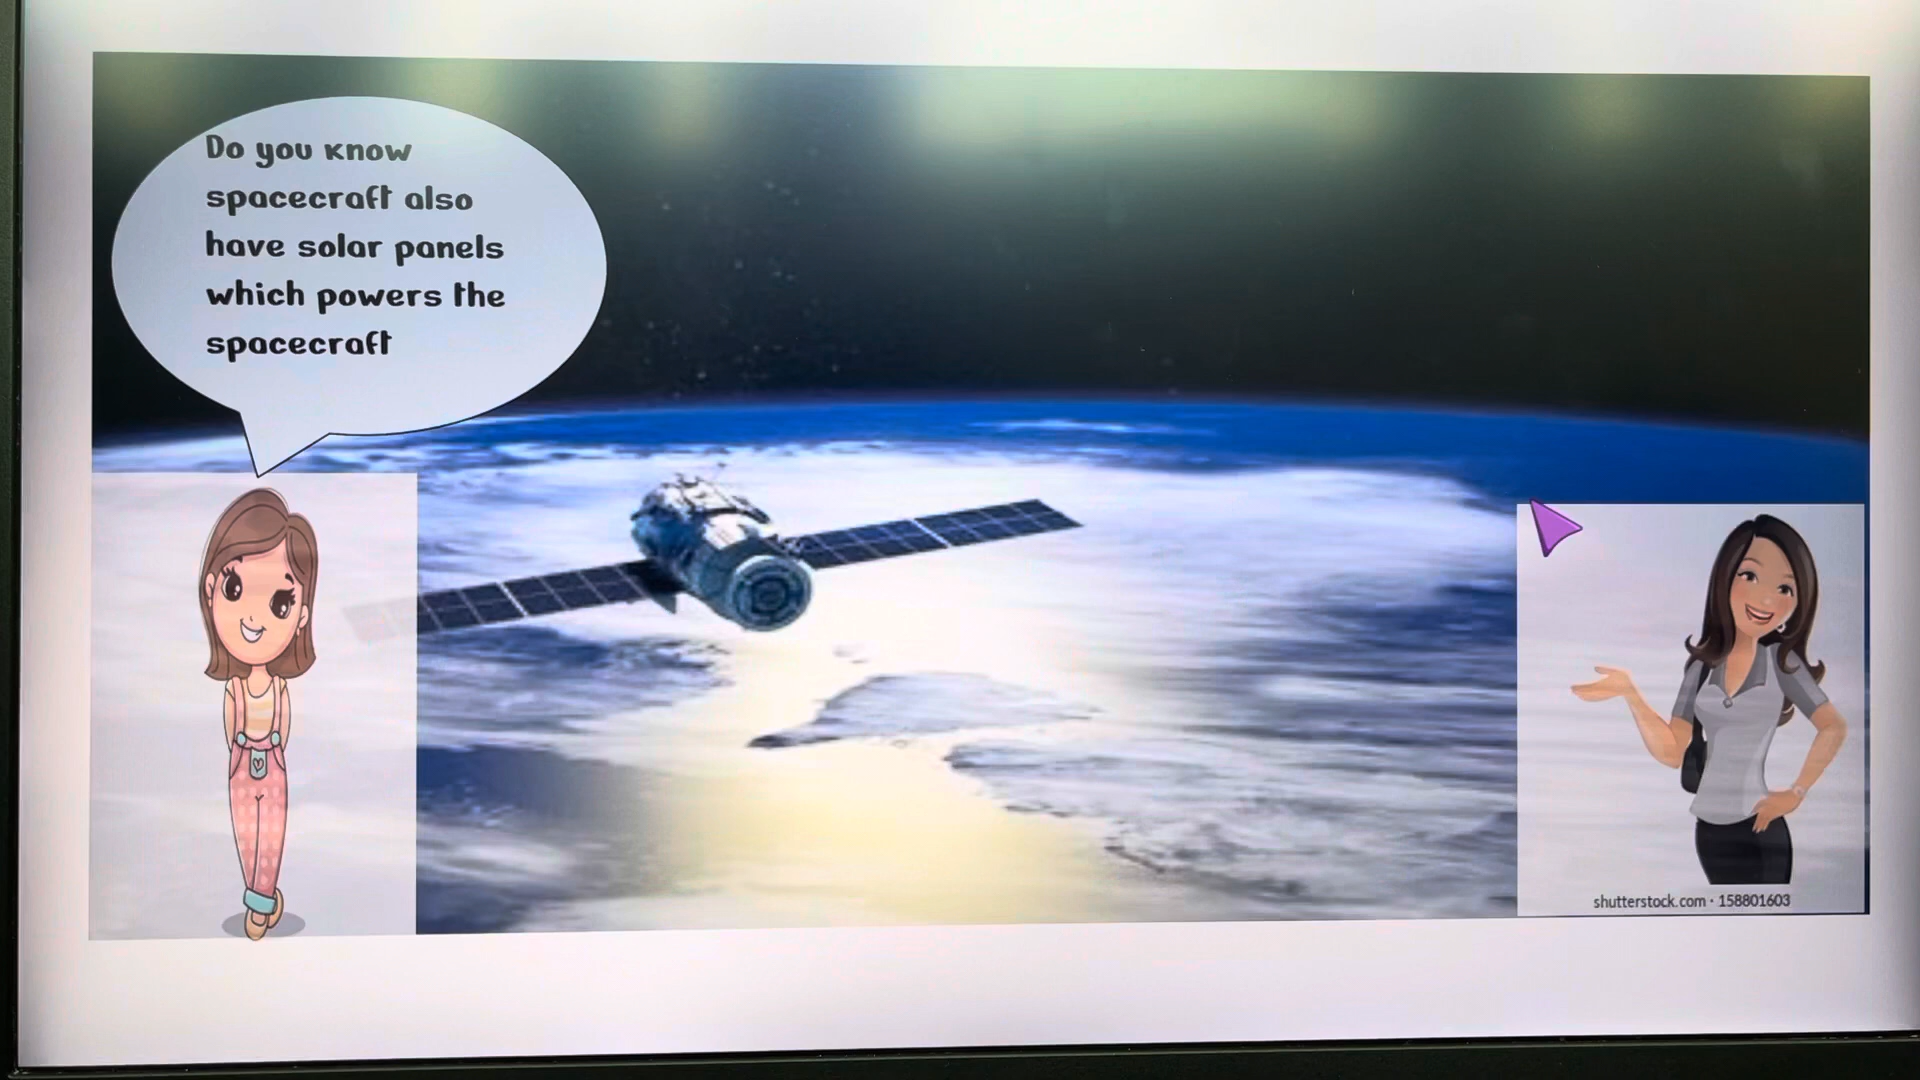 Do you know
spacecraft also
have solar panels
which powers the
spacecraft
shutterstock.com · 158801603